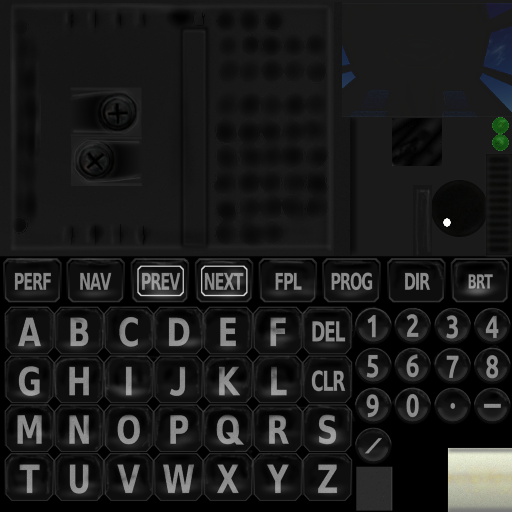 PERF NAV PREV NEXT FPL PROG DIR BRT
A B C D E F DEL 1 2 3 4
G H I J K L CLR 5 6 7 8
M N O P Q R S 9 0 . -
T U V W X Y Z /